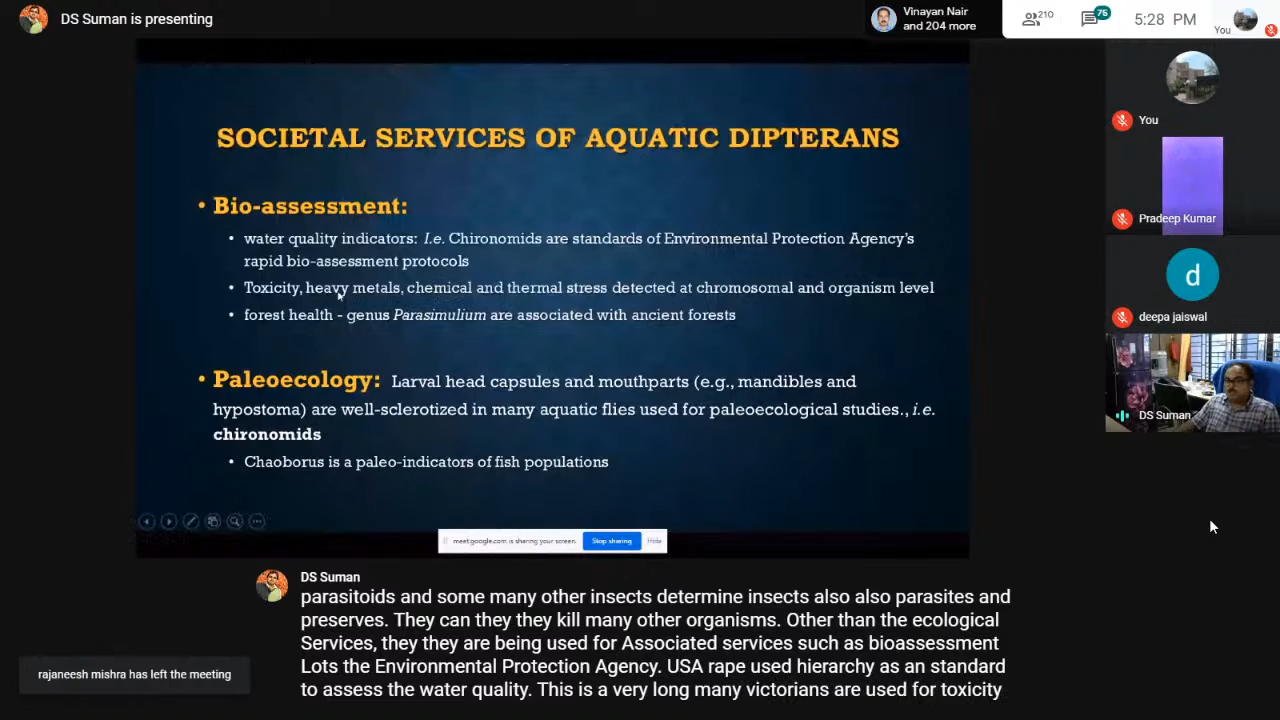 DS Suman is presenting
Vinayan Nair
and 204 more
210
75
5:28 PM
You
SOCIETAL SERVICES OF AQUATIC DIPTERANS
• Bio-assessment:
• water quality indicators: I.e. Chironomids are standards of Environmental Protection Agency's
rapid bio-assessment protocols
• Toxicity, heavy metals, chemical and thermal stress detected at chromosomal and organism level
• forest health - genus Parasimulium are associated with ancient forests
• Paleoecology: Larval head capsules and mouthparts (e.g., mandibles and
hypostoma) are well-sclerotized in many aquatic flies used for paleoecological studies., i.e.
chironomids
• Chaoborus is a paleo-indicators of fish populations
meet.google.com is sharing your screen.
Stop sharing
Hide
You
Pradeep Kumar
d
deepa jaiswal
DS Suman
DS Suman
parasitoids and some many other insects determine insects also also parasites and
preserves. They can they they kill many other organisms. Other than the ecological
Services, they they are being used for Associated services such as bioassessment
Lots the Environmental Protection Agency. USA rape used hierarchy as an standard
to assess the water quality. This is a very long many victorians are used for toxicity
rajaneesh mishra has left the meeting